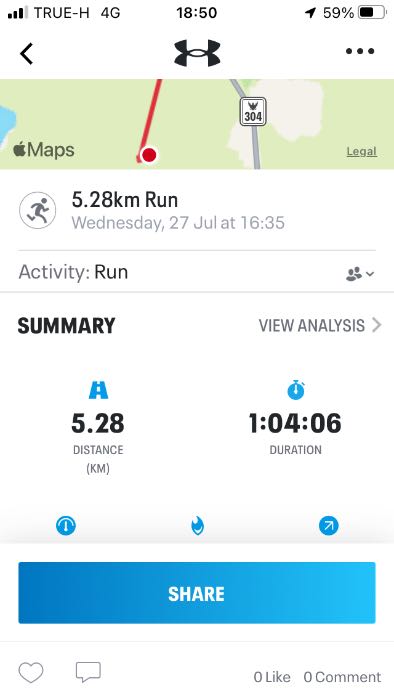 TRUE-H 4G 18:50 59%
304
Maps
Legal
5.28km Run
Wednesday, 27 Jul at 16:35
Activity: Run
SUMMARY
VIEW ANALYSIS
5.28
1:04:06
DISTANCE
(KM)
DURATION
SHARE
0 Like 0 Comment